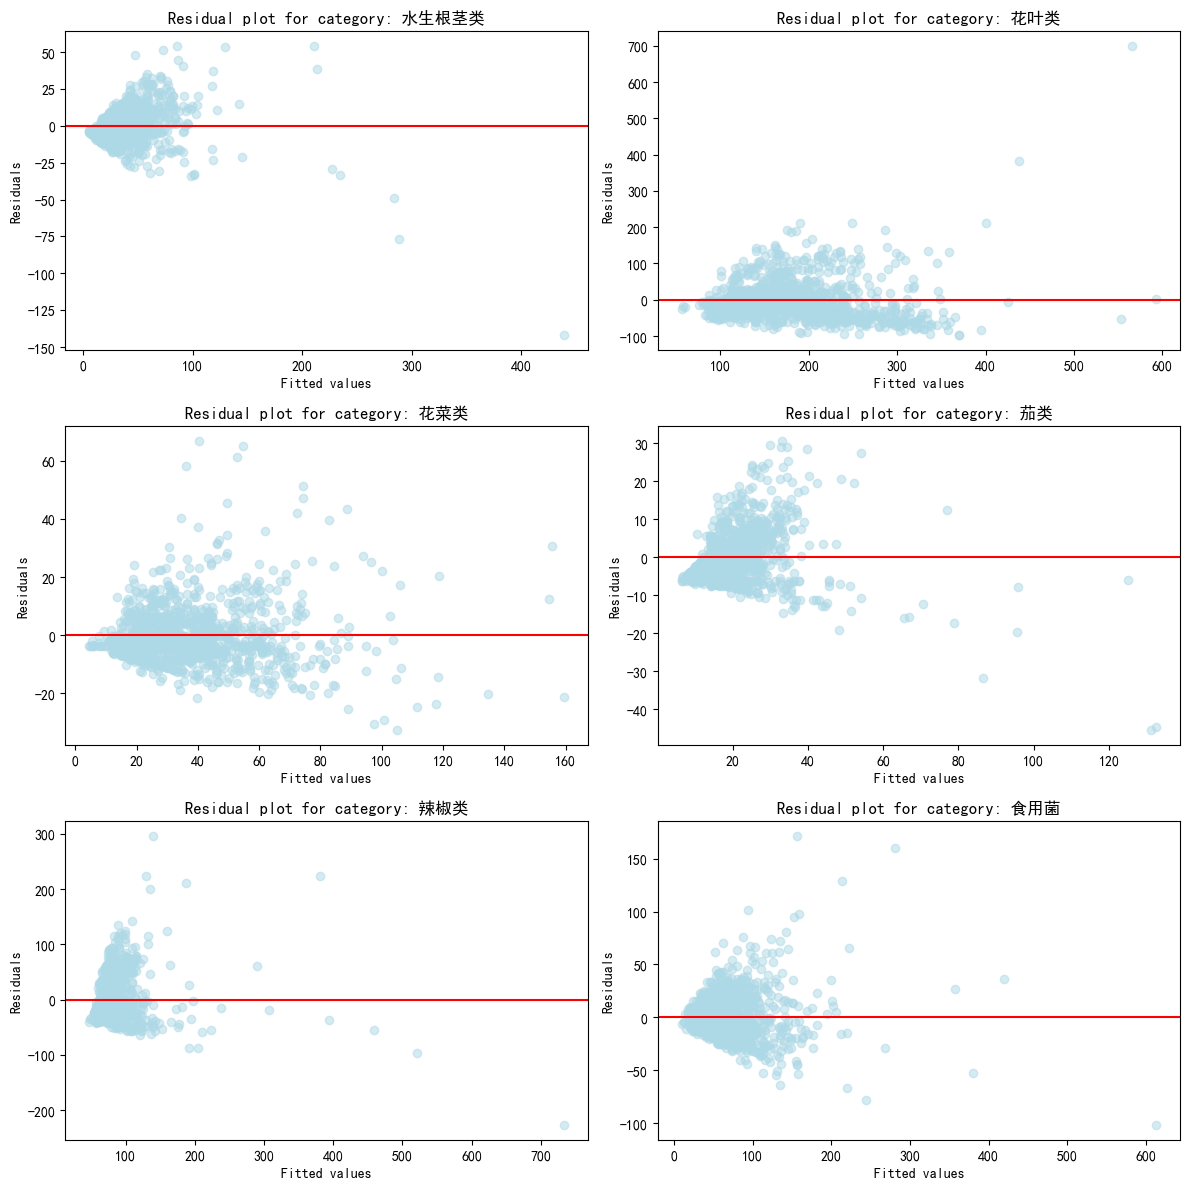 Residual plot for category: 水生根茎类
50
25
0
−25
−50
−75
−100
−125
−150
Residuals
0 100 200 300 400
Fitted values
Residual plot for category: 花叶类
700
600
500
400
300
200
100
0
−100
Residuals
100 200 300 400 500 600
Fitted values
Residual plot for category: 花菜类
60
40
20
0
−20
Residuals
0 20 40 60 80 100 120 140 160
Fitted values
Residual plot for category: 茄类
30
20
10
0
−10
−20
−30
−40
Residuals
20 40 60 80 100 120
Fitted values
Residual plot for category: 辣椒类
300
200
100
0
−100
−200
Residuals
100 200 300 400 500 600 700
Fitted values
Residual plot for category: 食用菌
150
100
50
0
−50
−100
Residuals
0 100 200 300 400 500 600
Fitted values